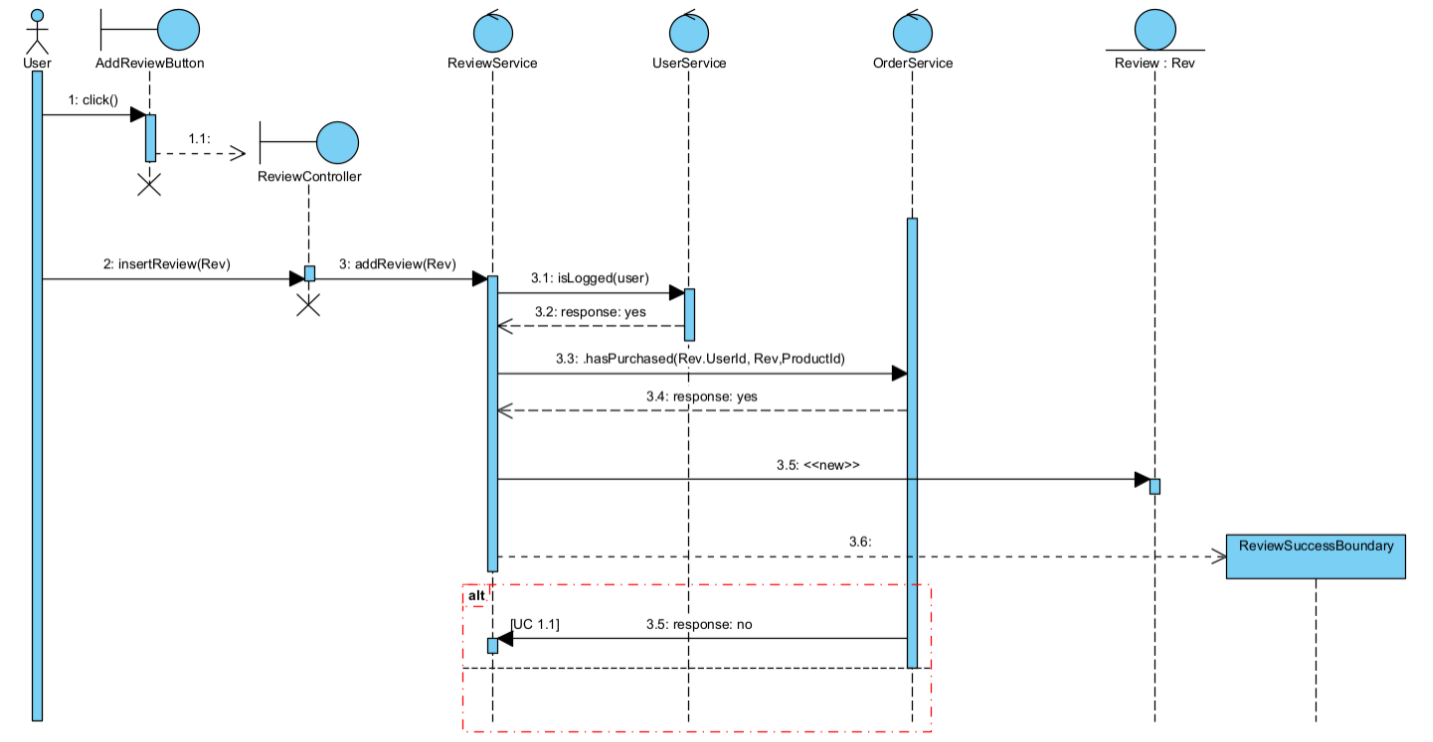 User
AddReviewButton
ReviewService
UserService
OrderService
Review : Rev
1: click()
1.1:
ReviewController
2: insertReview(Rev)
3: addReview(Rev)
3.1: isLogged(user)
3.2: response: yes
3.3: .hasPurchased(Rev.UserId, Rev,ProductId)
3.4: response: yes
3.5: <<new>>
3.6:
ReviewSuccessBoundary
alt
[UC 1.1]
3.5: response: no